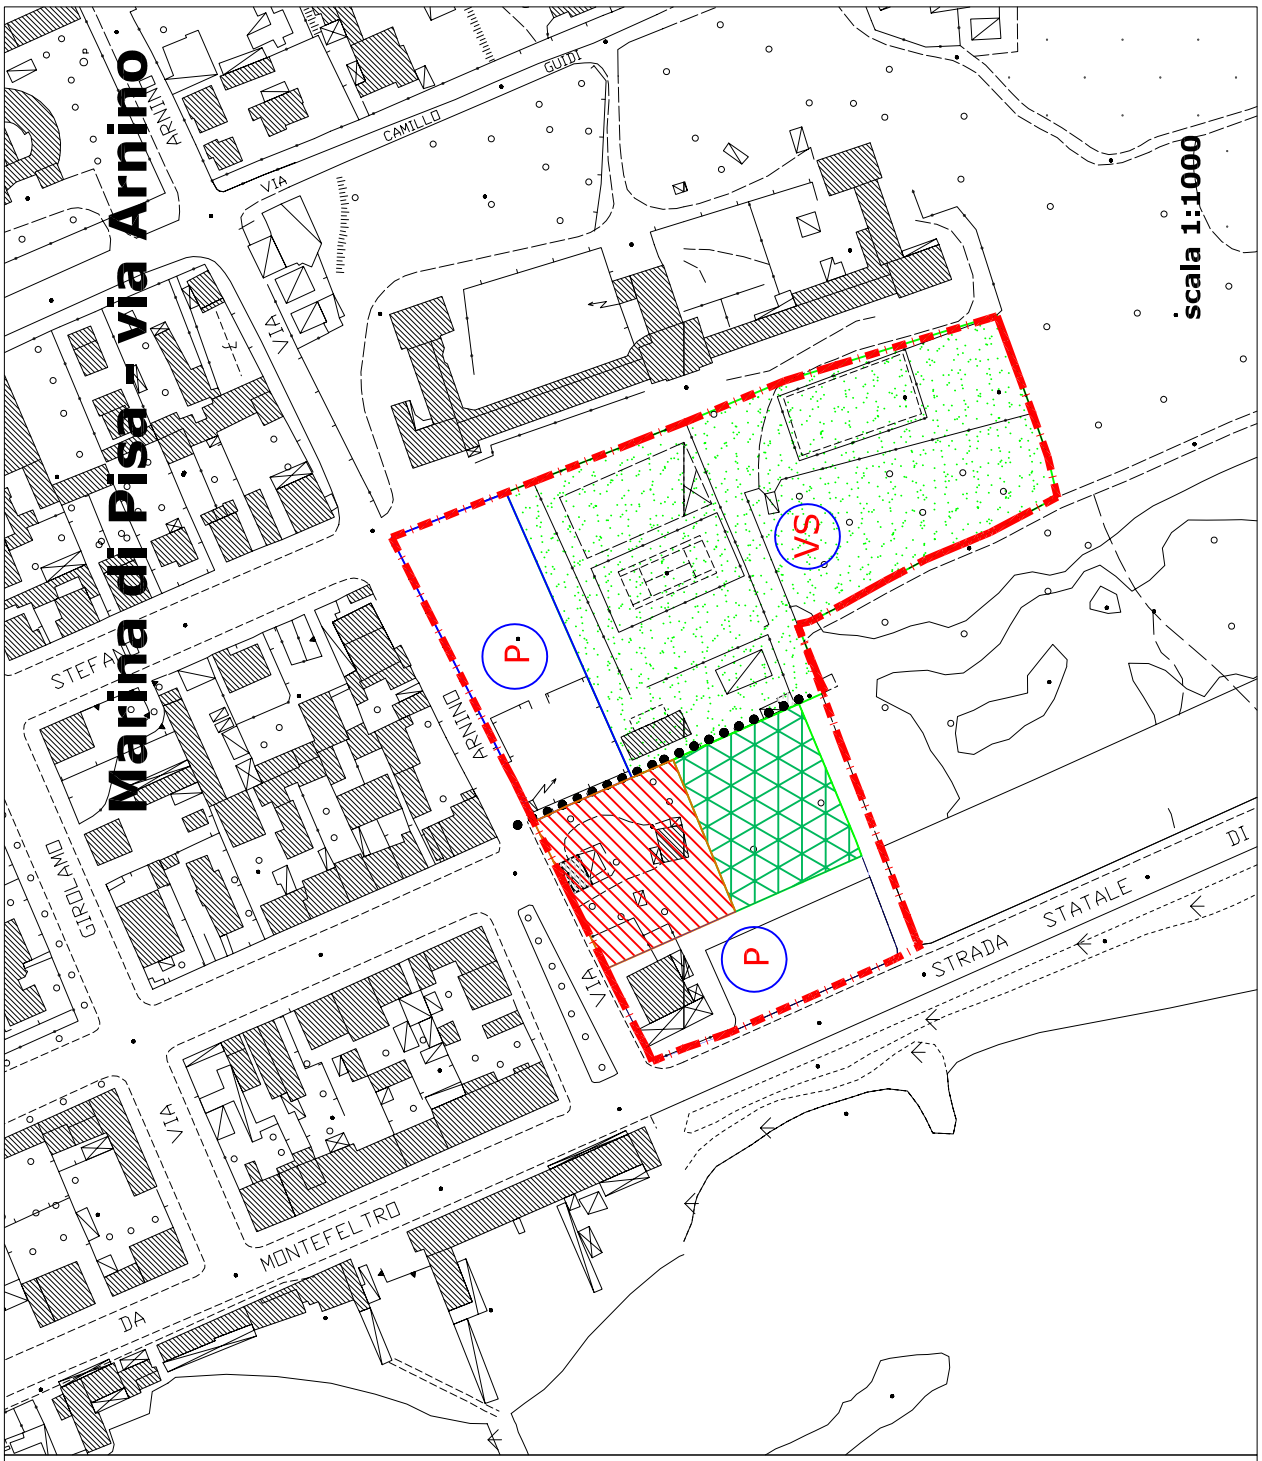 Marina di Pisa - via Arnino
scala 1:1000
ARNINO
VIA
CAMILLO
GUIDI
VIA
STEFANO
ARNINO
VIA
GIROLAMO
VIA
DA
MONTEFELTRO
STRADA
STATALE
DI
P
VS
P